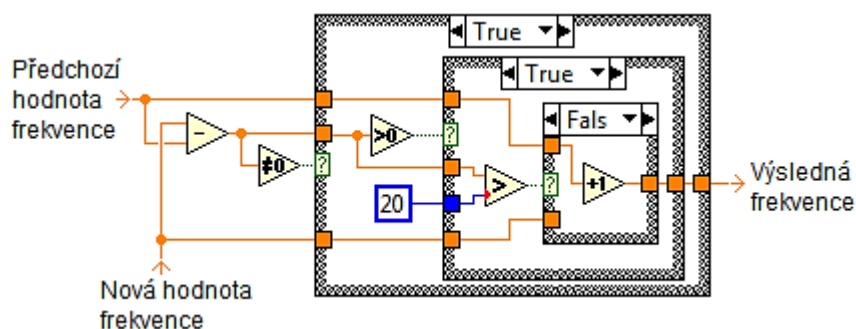 True
Předchozí
hodnota
frekvence
True
Fals
−
>0
?
≠0
?
>
?
+1
20
Výsledná
frekvence
Nová hodnota
frekvence